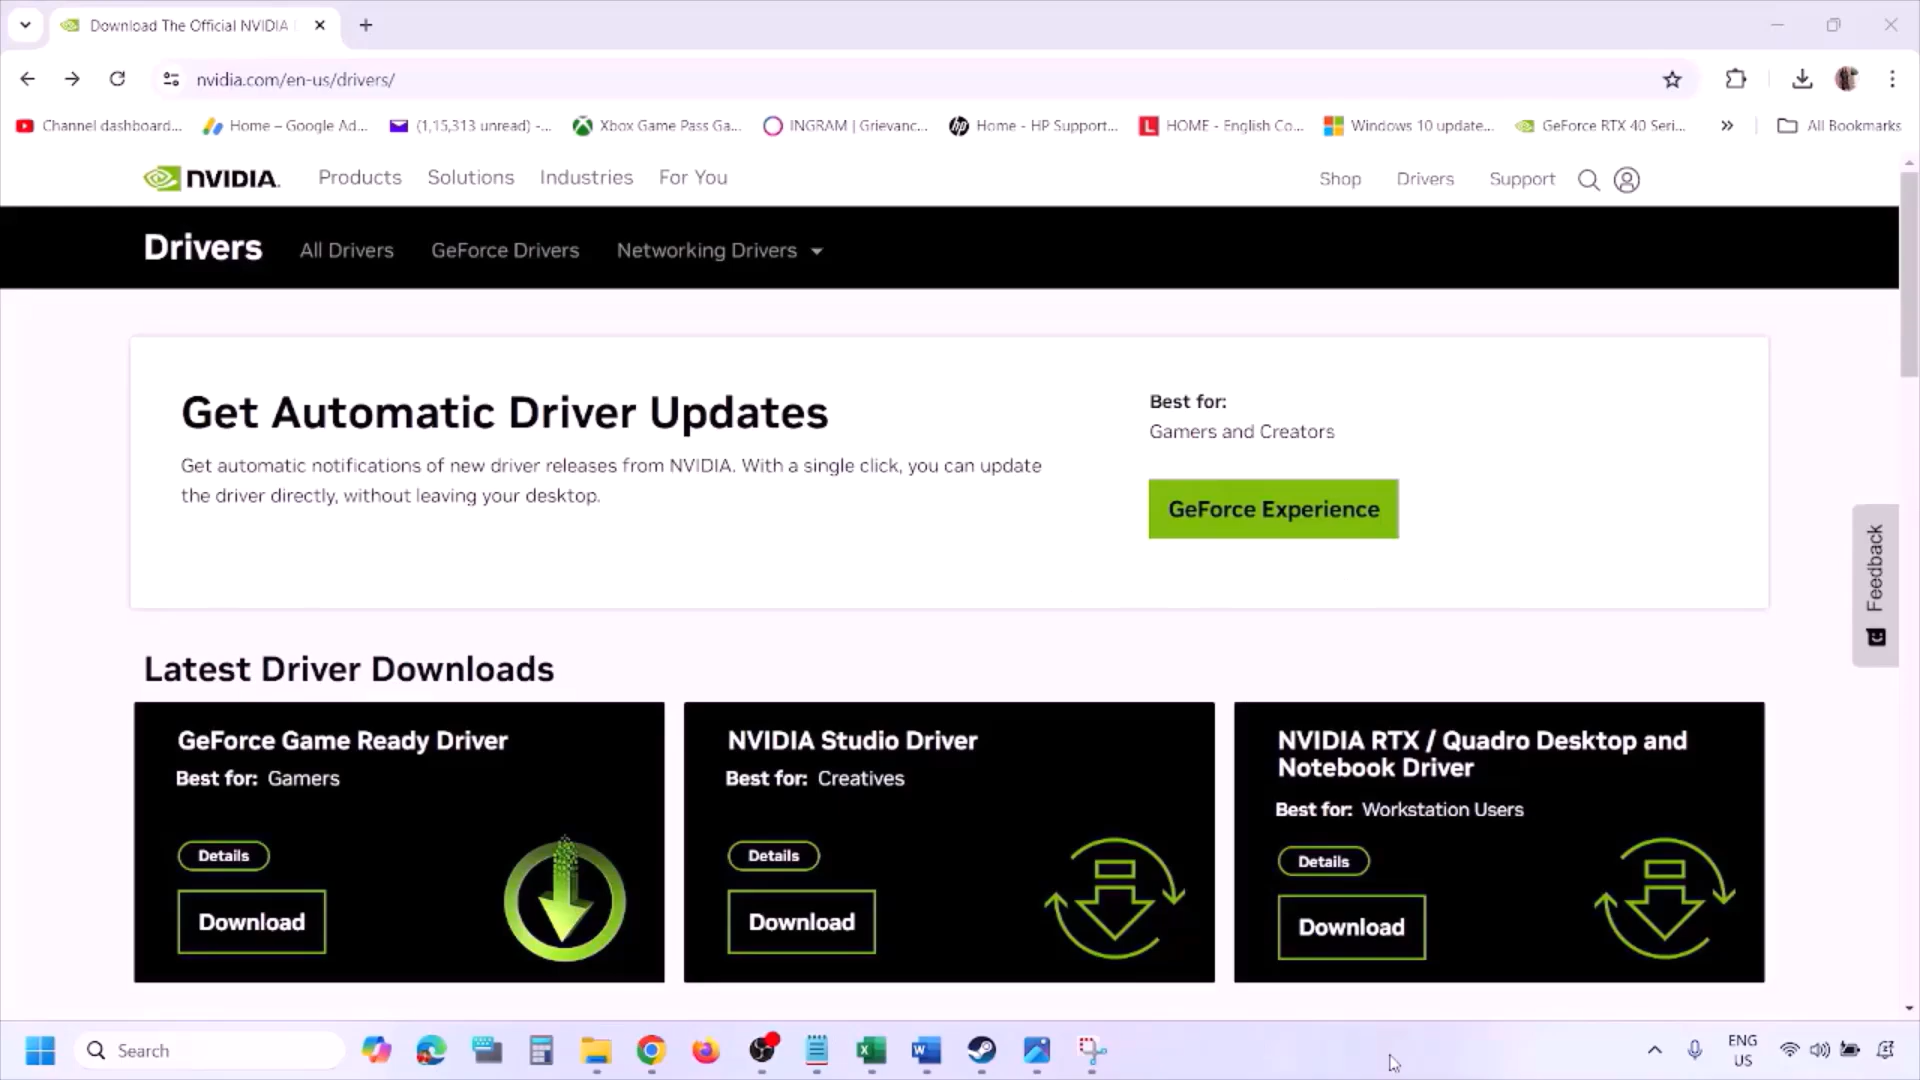 Download The Official NVIDIA
nvidia.com/en-us/drivers/
Channel dashboard...
Home – Google Ad...
(1,15,313 unread) -...
Xbox Game Pass Ga...
INGRAM | Grievanc...
Home - HP Support...
HOME - English Co...
Windows 10 update...
GeForce RTX 40 Seri...
All Bookmarks
NVIDIA.
Products
Solutions
Industries
For You
Shop
Drivers
Support
Drivers
All Drivers
GeForce Drivers
Networking Drivers
Get Automatic Driver Updates
Get automatic notifications of new driver releases from NVIDIA. With a single click, you can update
the driver directly, without leaving your desktop.
Best for:
Gamers and Creators
GeForce Experience
Feedback
Latest Driver Downloads
GeForce Game Ready Driver
Best for: Gamers
Details
Download
NVIDIA Studio Driver
Best for: Creatives
Details
Download
NVIDIA RTX / Quadro Desktop and
Notebook Driver
Best for: Workstation Users
Details
Download
Search
ENG
US